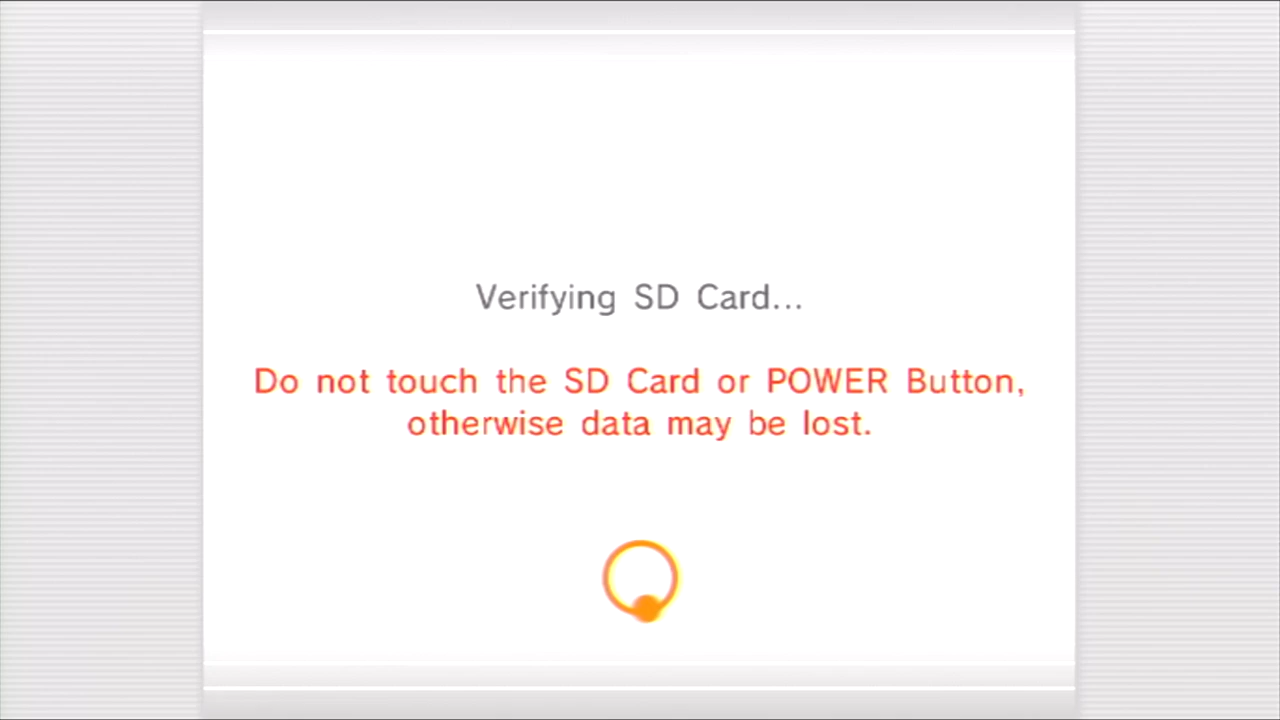 Verifying SD Card...
Do not touch the SD Card or POWER Button,
otherwise data may be lost.